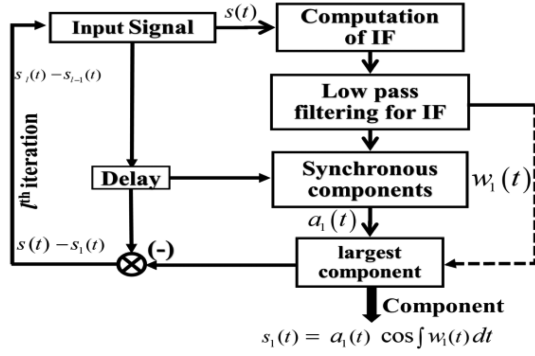 Input Signal
s(t)
Computation
of IF
s_l(t) − s_{l−1}(t)
Low pass
filtering for IF
l^th iteration
Delay
Synchronous
components
w_1(t)
a_1(t)
s(t) − s_1(t)
(-)
largest
component
Component
s_1(t) = a_1(t) cos∫w_1(t)dt